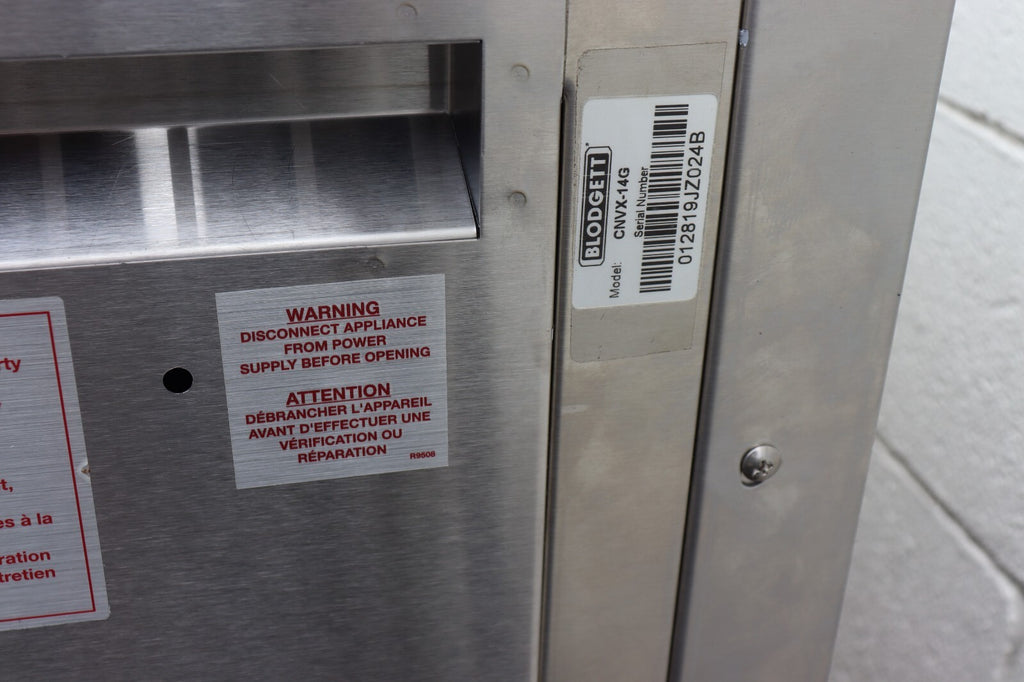 rty
t,
es à la
ration
tretien
WARNING
DISCONNECT APPLIANCE
FROM POWER
SUPPLY BEFORE OPENING
ATTENTION
DÉBRANCHER L'APPAREIL
AVANT D'EFFECTUER UNE
VÉRIFICATION OU
RÉPARATION
R9508
BLODGETT
Model: CNVX-14G
Serial Number
012819JZ024B